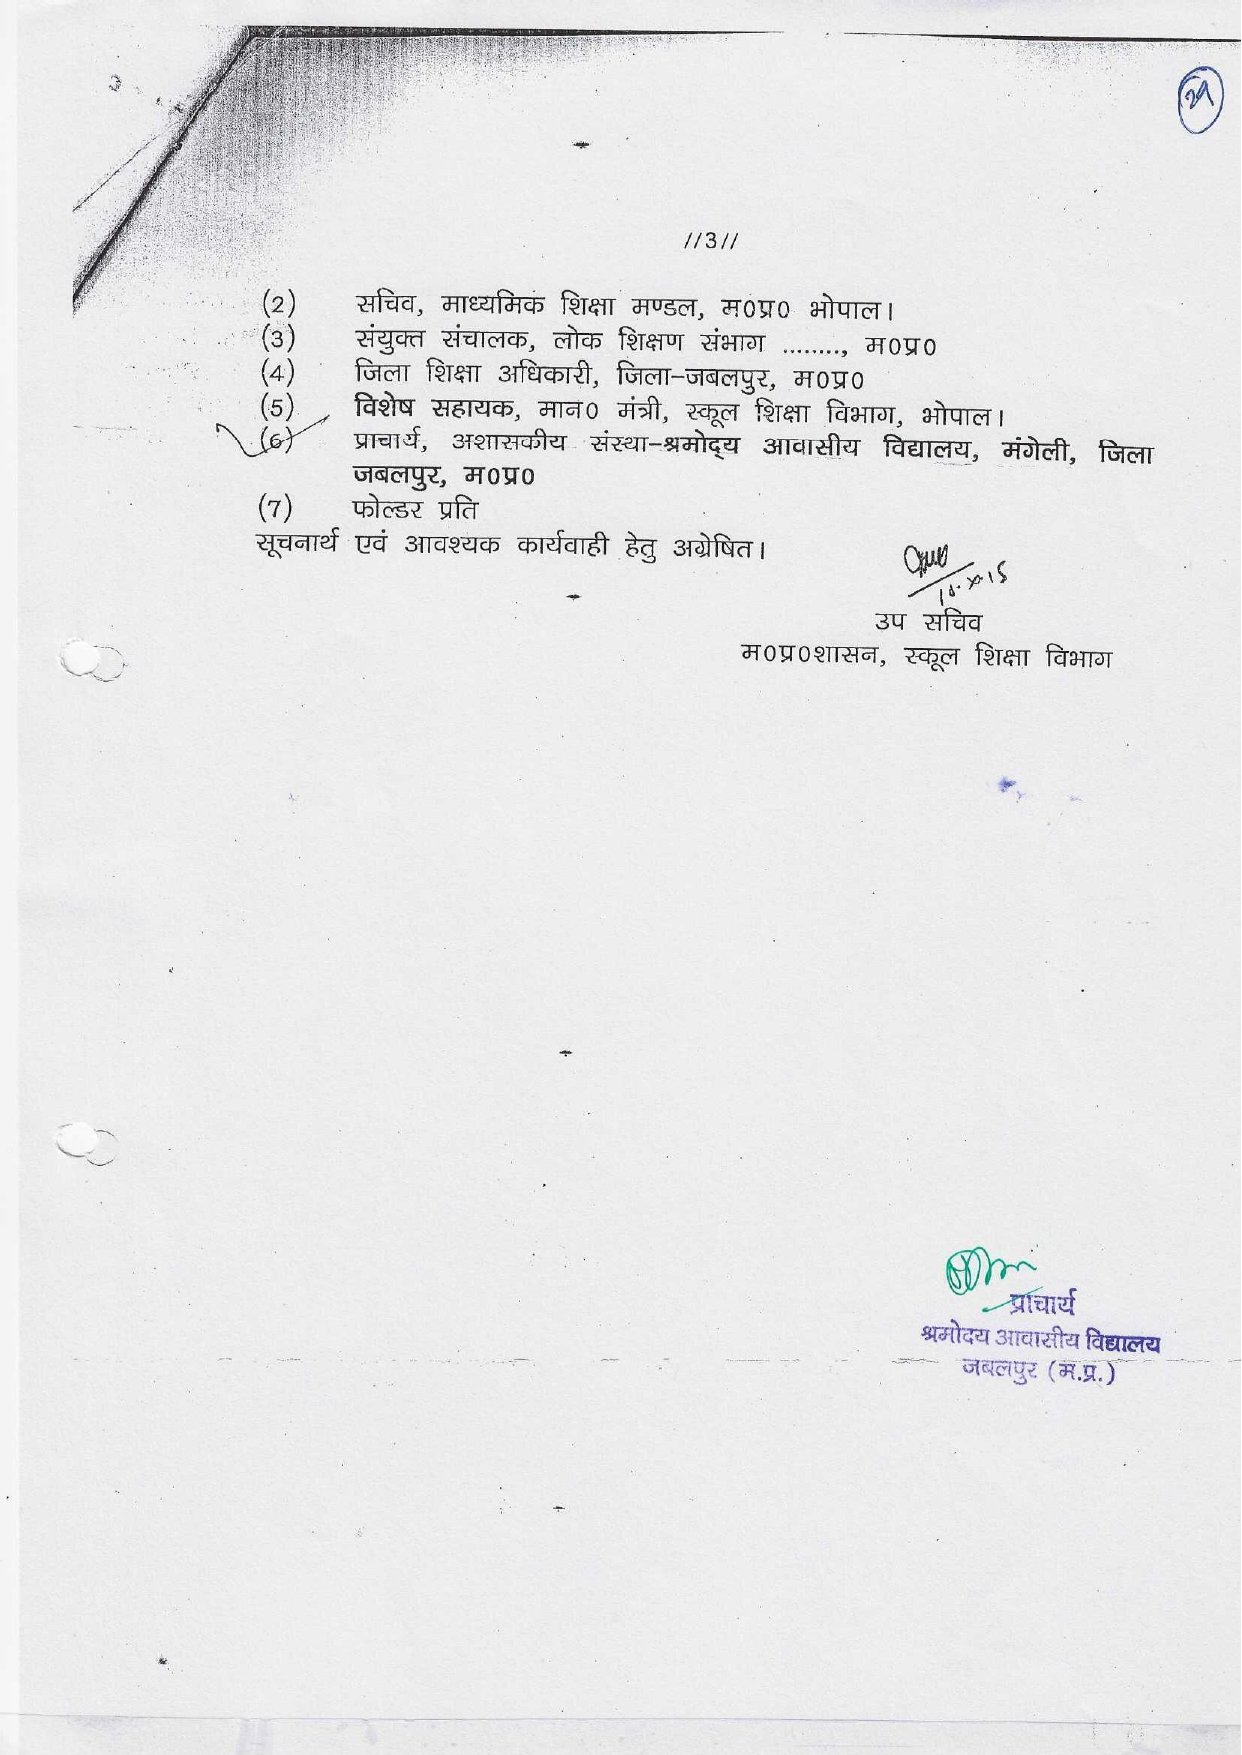 29
//3//
(2) सचिव, माध्यमिक शिक्षा मण्डल, म0प्र0 भोपाल।
(3) संयुक्त संचालक, लोक शिक्षण संभाग ........, म0प्र0
(4) जिला शिक्षा अधिकारी, जिला–जबलपुर, म0प्र0
(5) विशेष सहायक, मान0 मंत्री, स्कूल शिक्षा विभाग, भोपाल।
(6) प्राचार्य, अशासकीय संस्था–श्रमोद्य आवासीय विद्यालय, मंगेली, जिला
जबलपुर, म0प्र0
(7) फोल्डर प्रति
सूचनार्थ एवं आवश्यक कार्यवाही हेतु अग्रेषित।
उप सचिव
म0प्र0शासन, स्कूल शिक्षा विभाग
प्राचार्य
श्रमोदय आवासीय विद्यालय
जबलपुर (म.प्र.)